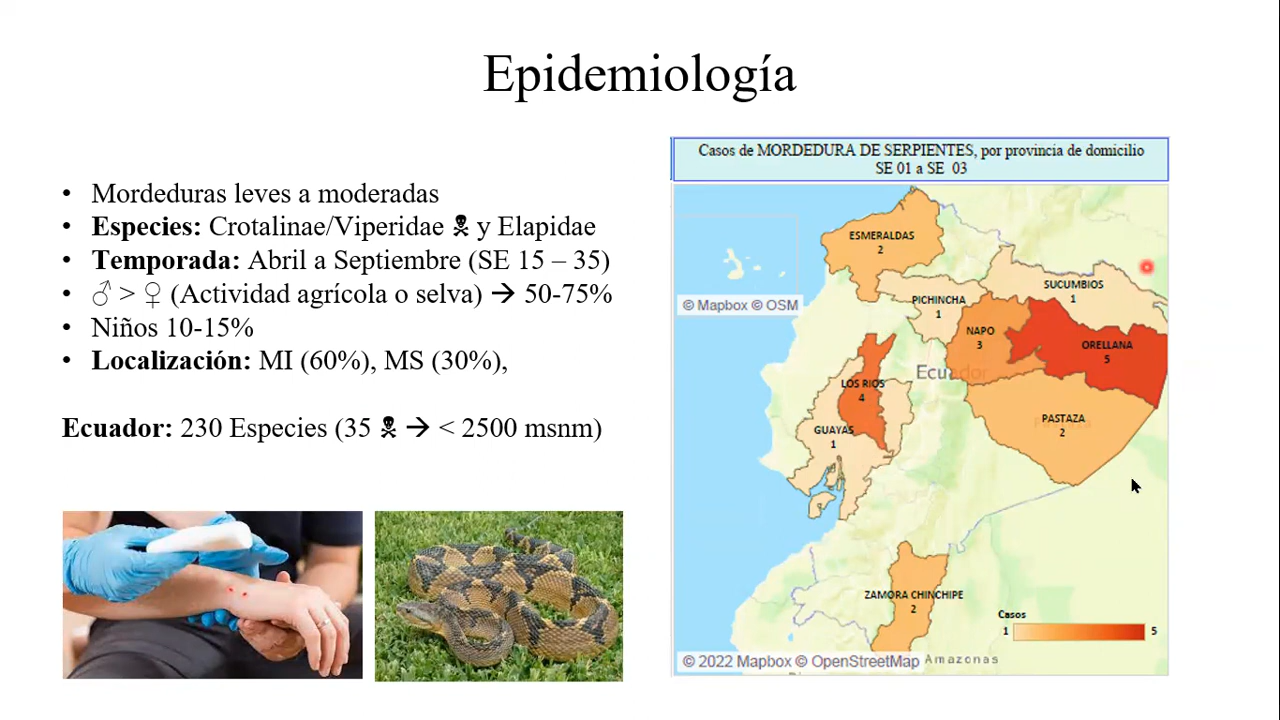 Epidemiología
• Mordeduras leves a moderadas
• Especies: Crotalinae/Viperidae ☠ y Elapidae
• Temporada: Abril a Septiembre (SE 15 – 35)
• ♂ > ♀ (Actividad agrícola o selva) → 50-75%
• Niños 10-15%
• Localización: MI (60%), MS (30%),
Ecuador: 230 Especies (35 ☠ → < 2500 msnm)
Casos de MORDEDURA DE SERPIENTES, por provincia de domicilio
SE 01 a SE 03
ESMERALDAS
2
© Mapbox © OSM
PICHINCHA
1
SUCUMBIOS
1
NAPO
3
ORELLANA
5
Ecuador
LOS RIOS
4
GUAYAS
1
PASTAZA
2
ZAMORA CHINCHIPE
2
Casos
1 5
© 2022 Mapbox © OpenStreetMap
Amazonas